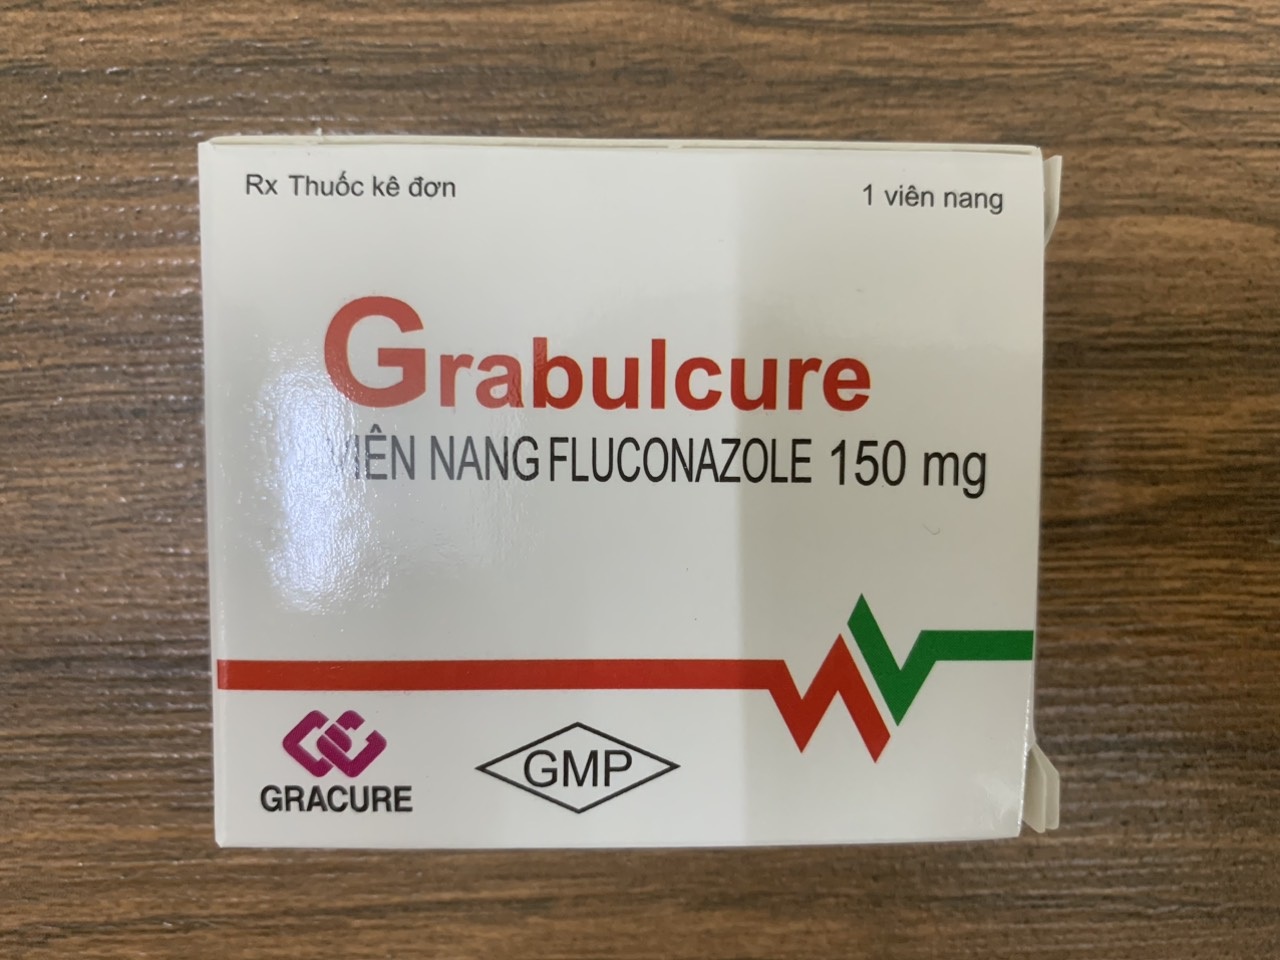 Rx Thuốc kê đơn
1 viên nang
Grabulcure
VIÊN NANG FLUCONAZOLE 150 mg
GRACURE
GMP